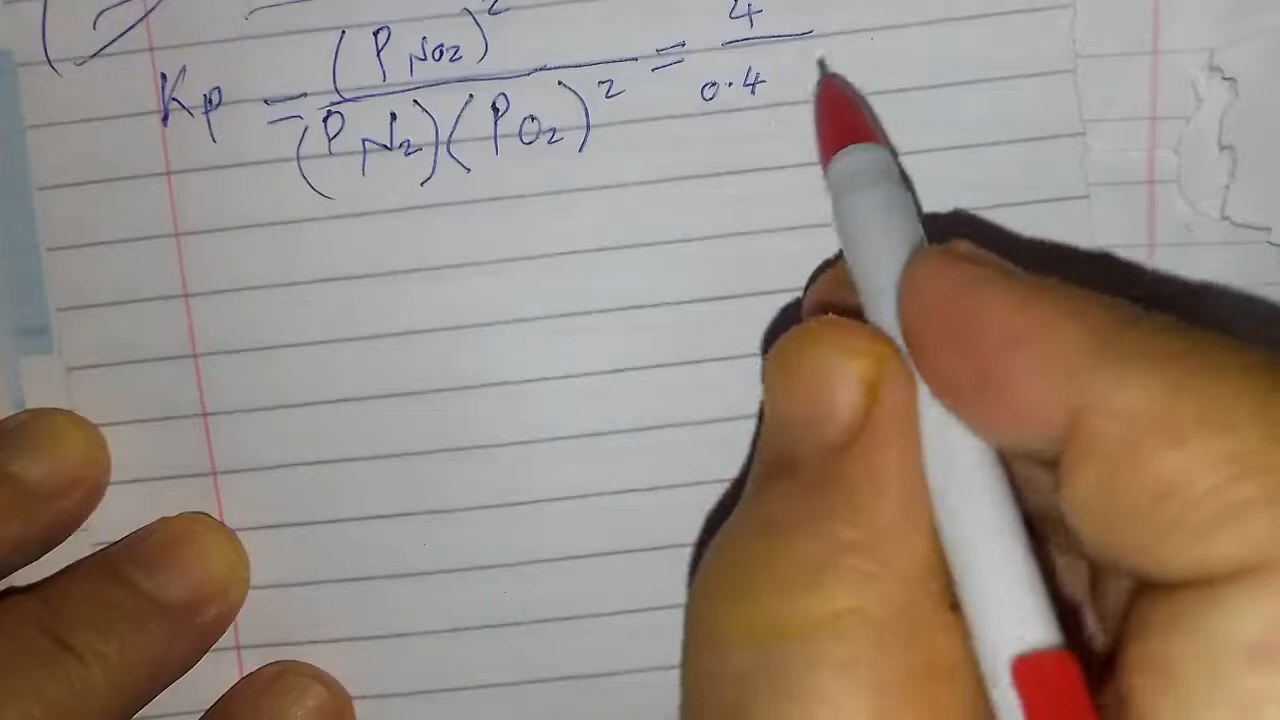 Kp = (P NO2)^2 / (P N2)(P O2)^2 = 4 / 0.4